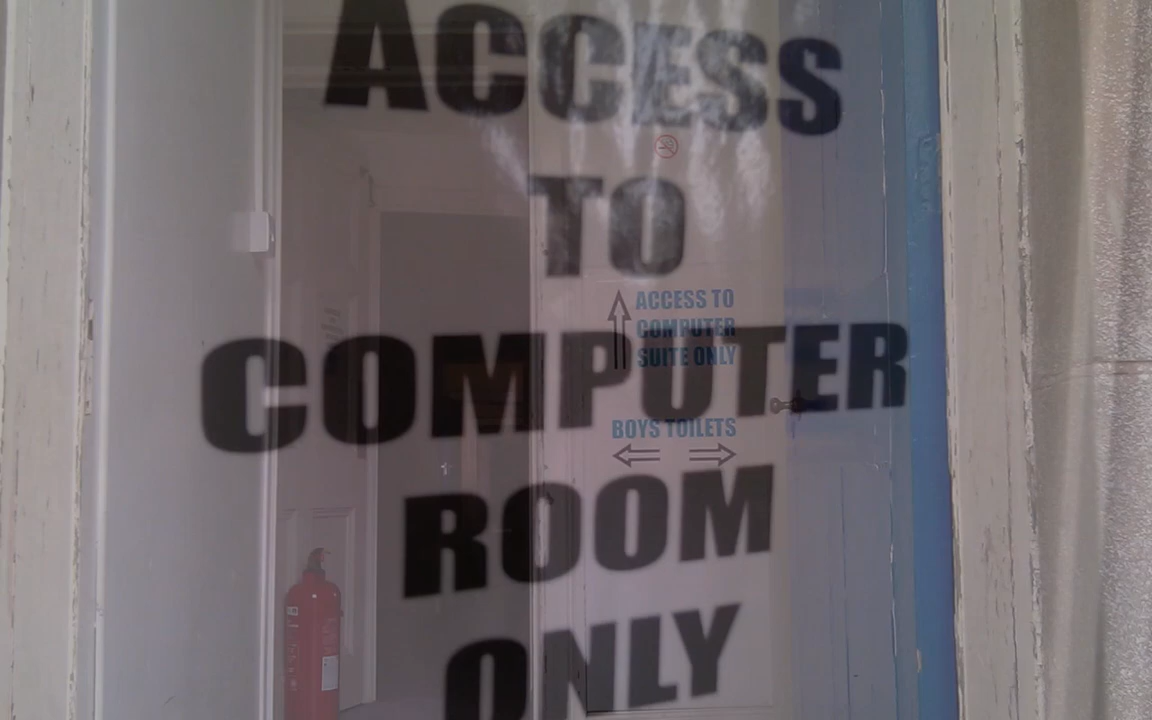 ACCESS
TO
COMPUTER
ROOM
ONLY
ACCESS TO
COMPUTER
SUITE ONLY
BOYS TOILETS